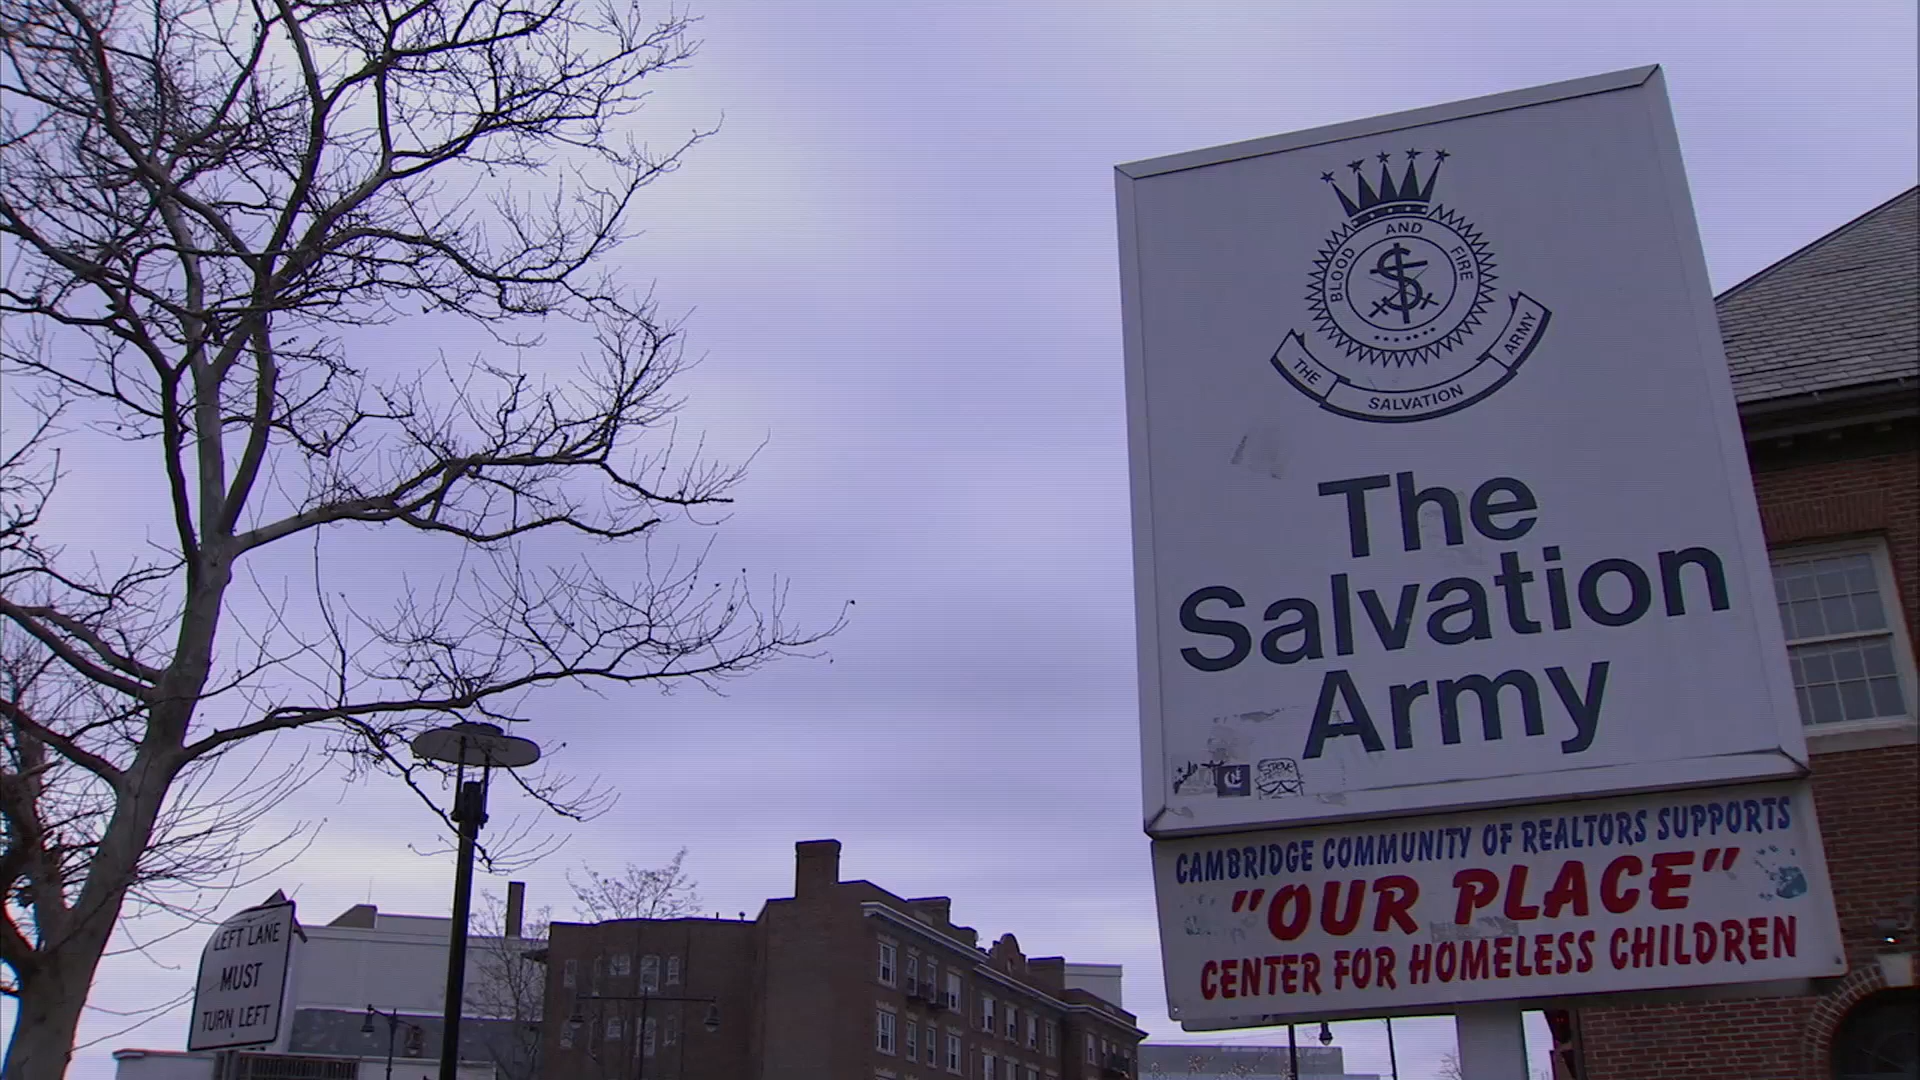 BLOOD AND FIRE
S
THE SALVATION ARMY
The
Salvation
Army
CAMBRIDGE COMMUNITY OF REALTORS SUPPORTS
"OUR PLACE"
CENTER FOR HOMELESS CHILDREN
LEFT LANE
MUST
TURN LEFT